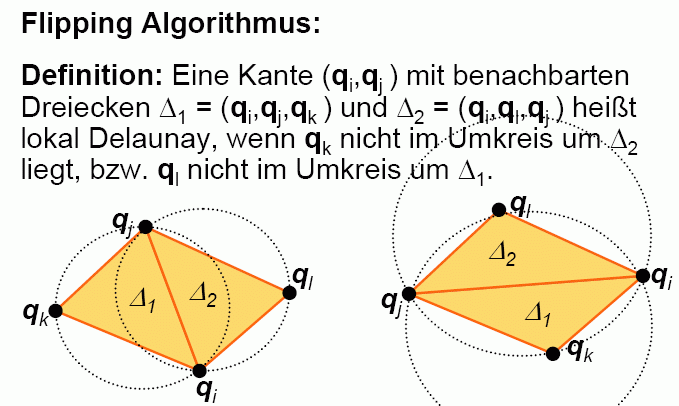 Flipping Algorithmus:
Definition: Eine Kante (qi,qj ) mit benachbarten
Dreiecken Δ1 = (qi,qj,qk ) und Δ2 = (qi,ql,qj ) heißt
lokal Delaunay, wenn qk nicht im Umkreis um Δ2
liegt, bzw. ql nicht im Umkreis um Δ1.
qj
ql
qk
Δ1
Δ2
qi
ql
Δ2
qi
qj
Δ1
qk